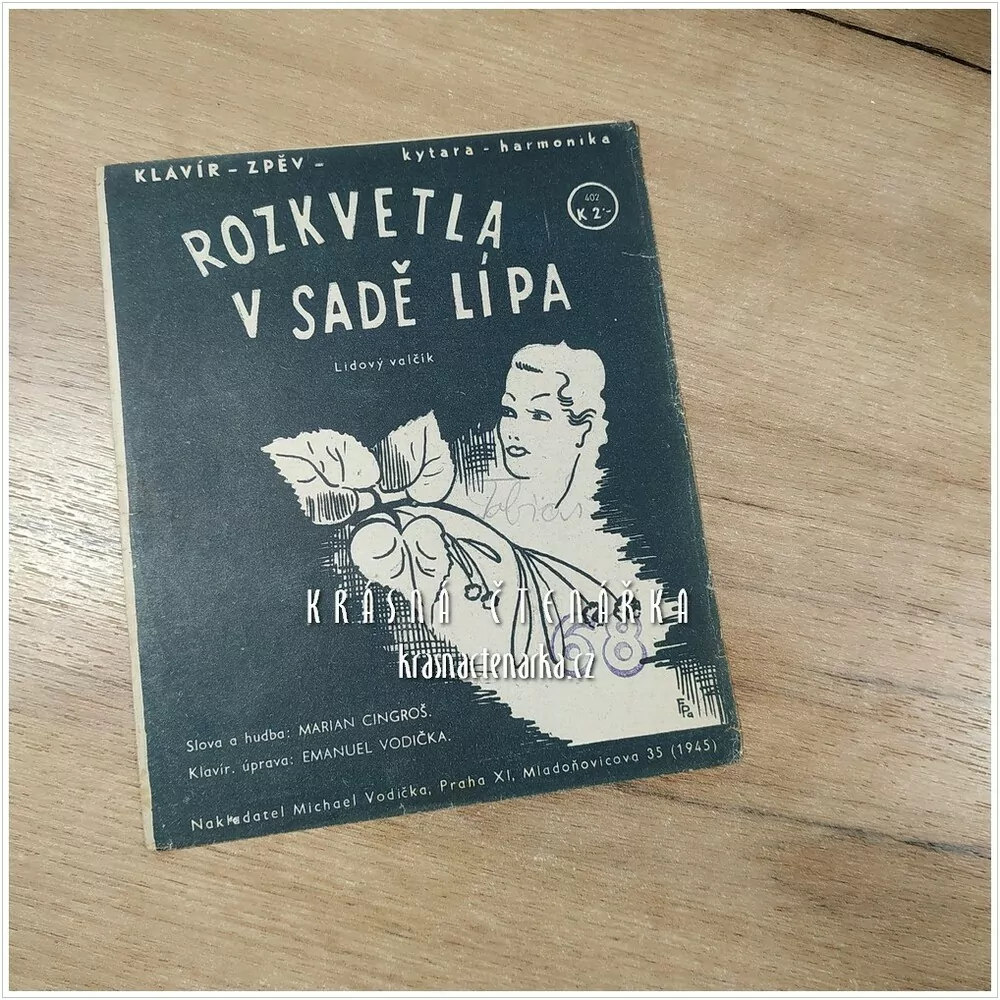 KLAVÍR - ZPĚV -
kytara - harmonika
402
K 2·-
ROZKVETLA
V SADĚ LÍPA
Lidový valčík
KRÁSNÁ ČTENÁŘKA
68
krasnactenarka.cz
Slova a hudba: MARIAN CINGROŠ.
Klavír. úprava: EMANUEL VODIČKA.
Nakladatel Michael Vodička, Praha XI, Mladoňovicova 35 (1945)